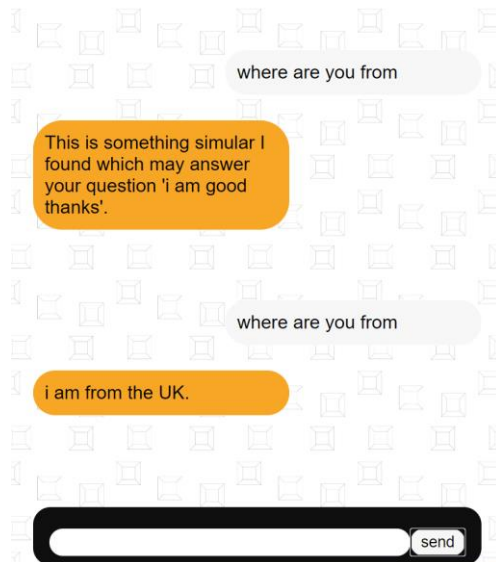 where are you from
This is something simular I
found which may answer
your question 'i am good
thanks'.
where are you from
i am from the UK.
send